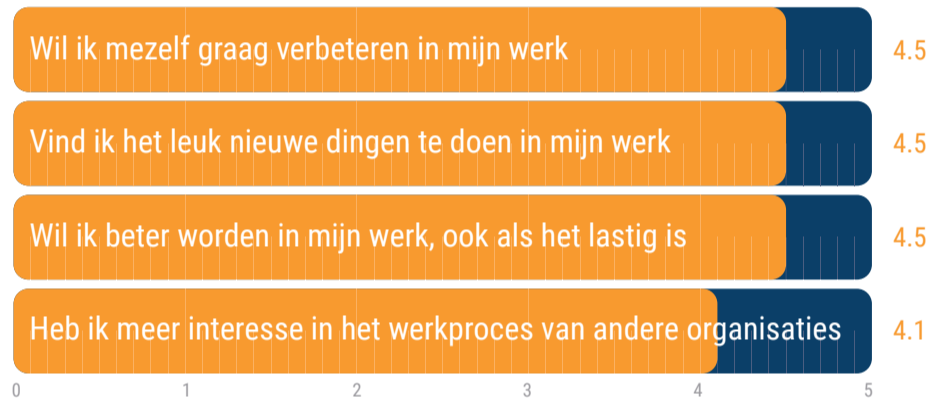 Wil ik mezelf graag verbeteren in mijn werk 4.5
Vind ik het leuk nieuwe dingen te doen in mijn werk 4.5
Wil ik beter worden in mijn werk, ook als het lastig is 4.5
Heb ik meer interesse in het werkproces van andere organisaties 4.1
0 1 2 3 4 5